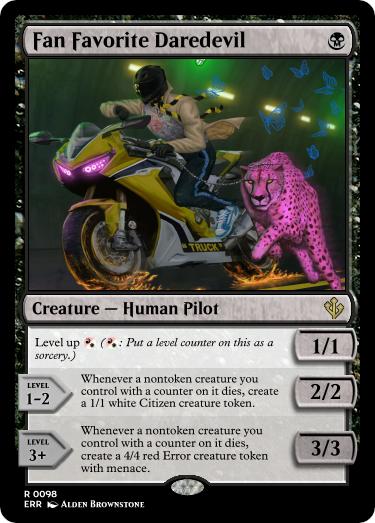 Fan Favorite Daredevil
TRUCK
Creature — Human Pilot
Level up (: Put a level counter on this as a
sorcery.)
1/1
LEVEL
1-2
Whenever a nontoken creature you
control with a counter on it dies, create
a 1/1 white Citizen creature token.
2/2
LEVEL
3+
Whenever a nontoken creature you
control with a counter on it dies,
create a 4/4 red Error creature token
with menace.
3/3
R 0098
ERR Alden Brownstone